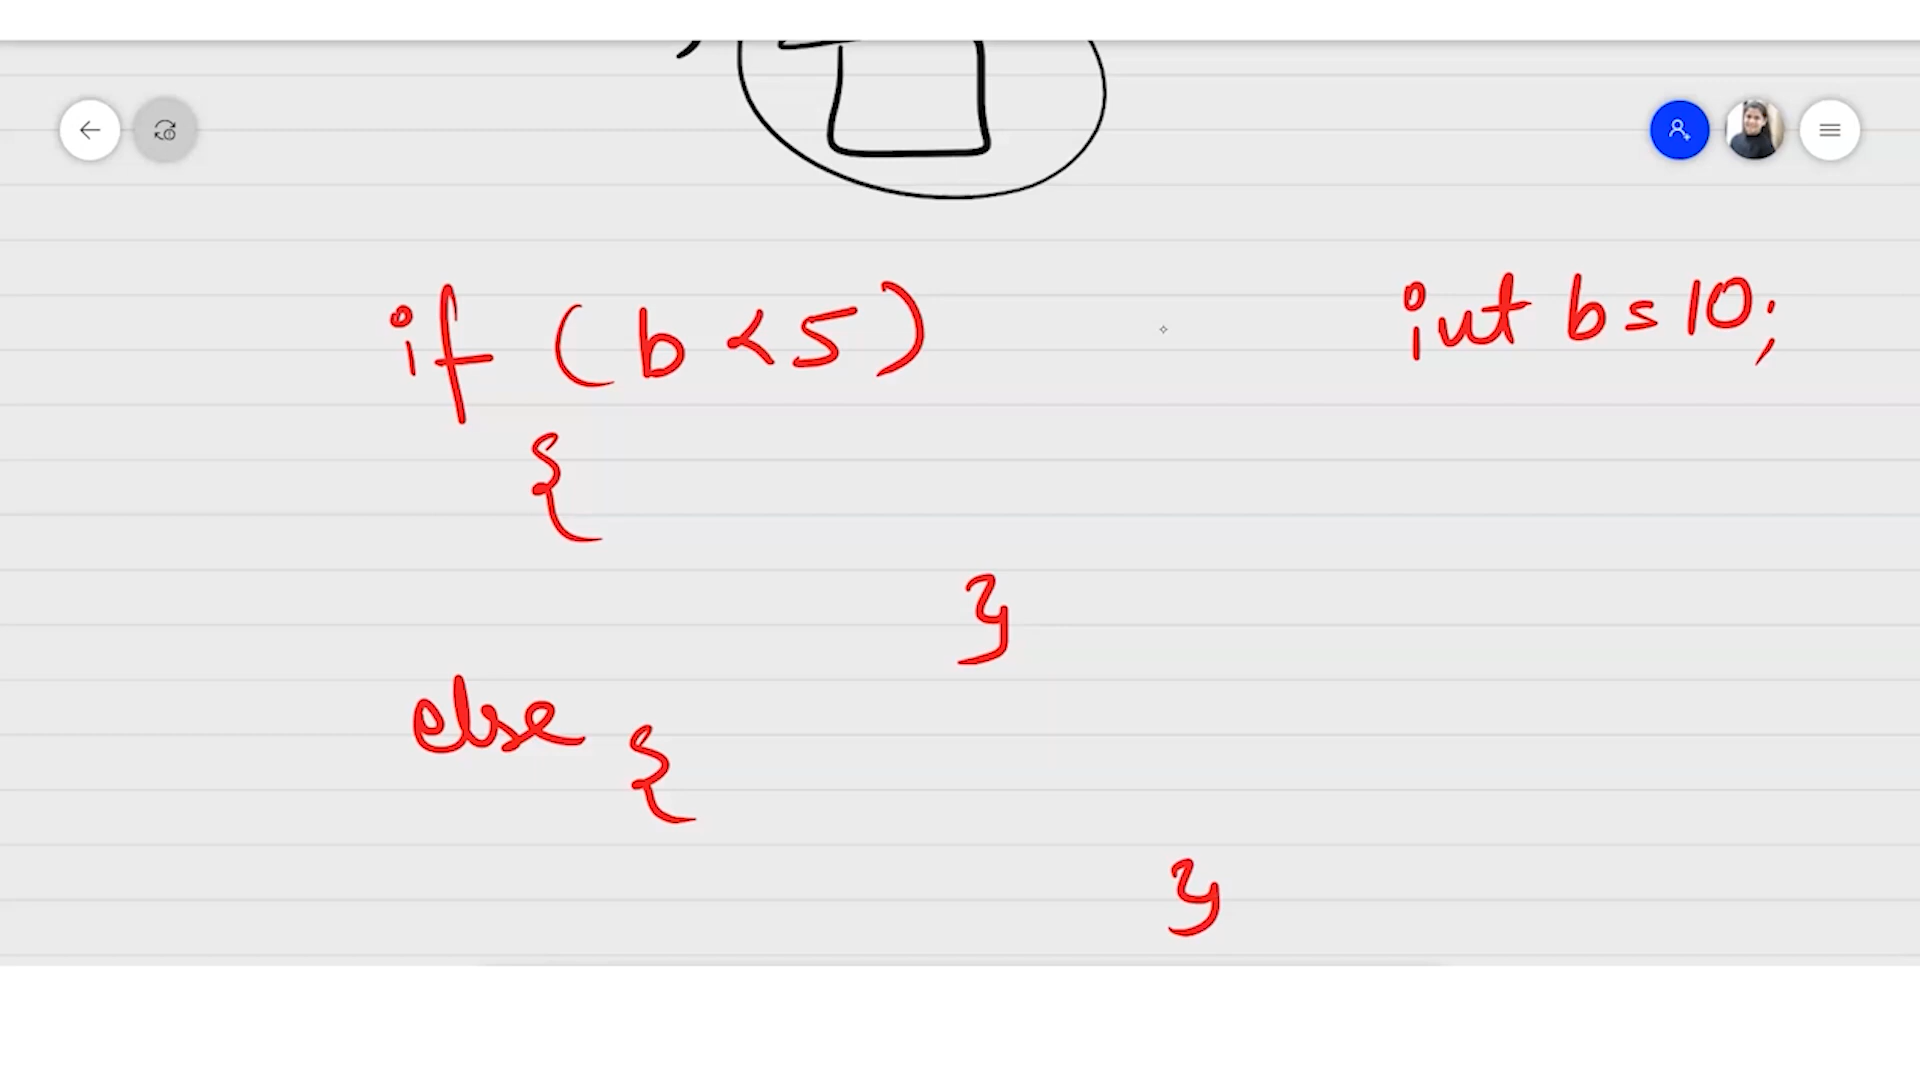 if (b < 5)
int b = 10;
{
}
else {
}